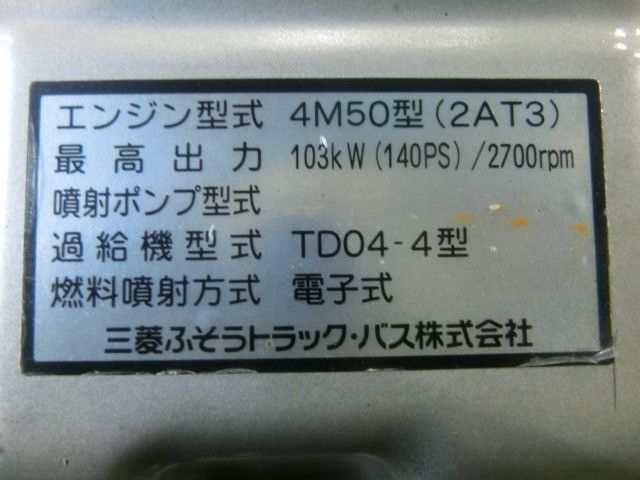 エンジン型式 4M50型(2AT3)
最高出力 103kW(140PS)/2700rpm
噴射ポンプ型式
過給機型式 TD04-4型
燃料噴射方式 電子式
三菱ふそうトラック・バス株式会社